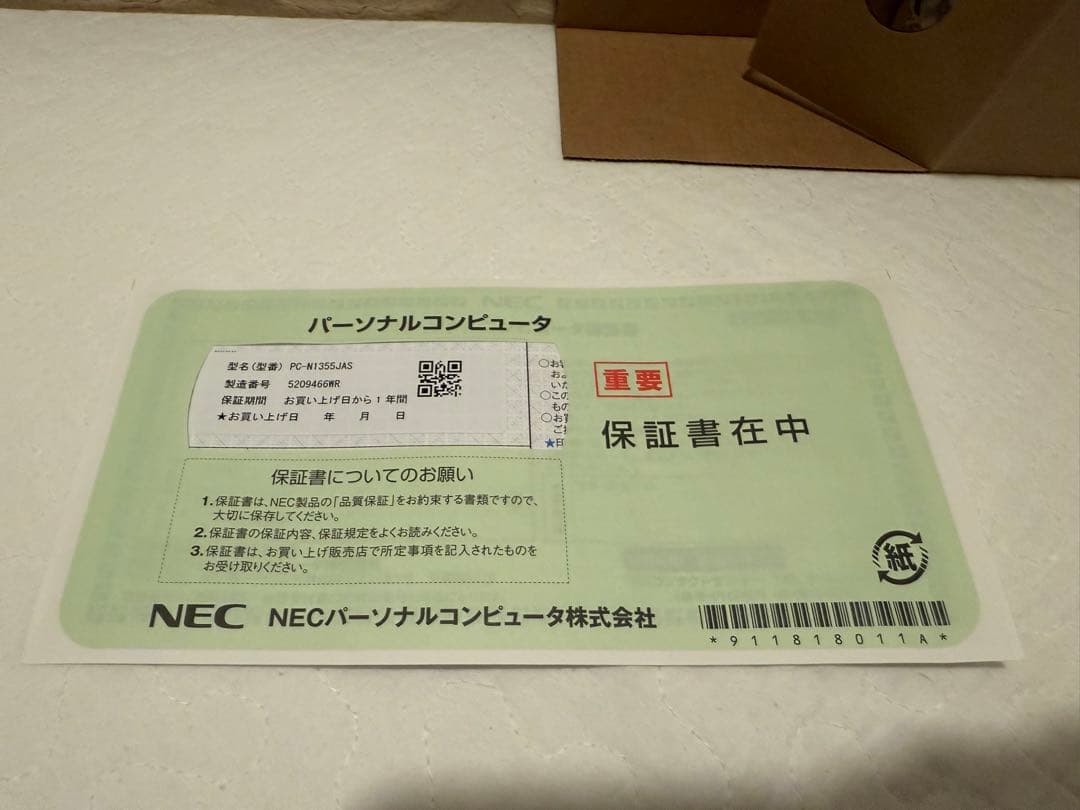 パーソナルコンピュータ
型名(型番) PC-N1355JAS
製造番号 5209466WR
保証期間 お買い上げ日から1年間
★お買い上げ日 年 月 日
重要
保証書在中
保証書についてのお願い
1.保証書は、NEC製品の「品質保証」をお約束する書類ですので、
大切に保存してください。
2.保証書の保証内容、保証規定をよくお読みください。
3.保証書は、お買い上げ販売店で所定事項を記入されたものを
お受け取りください。
紙
NEC NECパーソナルコンピュータ株式会社
*911818011A*